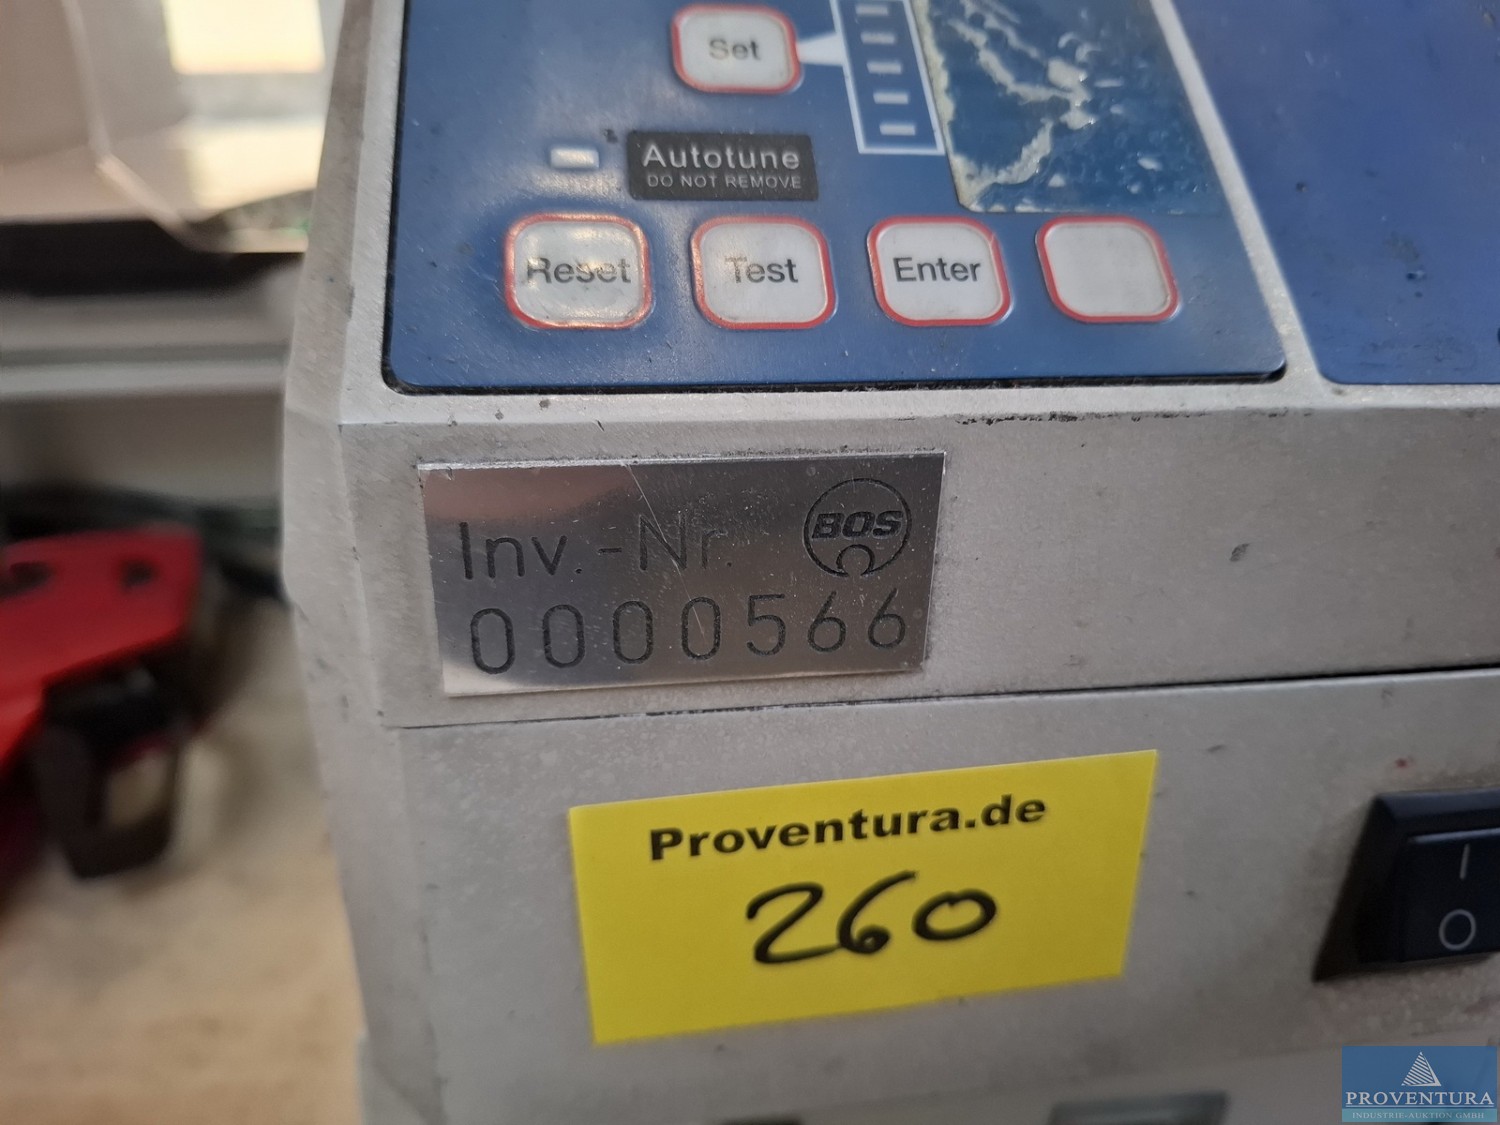 Set
Autotune
DO NOT REMOVE
Reset
Test
Enter
Inv.-Nr.
BOS
0000566
Proventura.de
260
I
O
PROVENTURA
INDUSTRIE-AUKTION GMBH